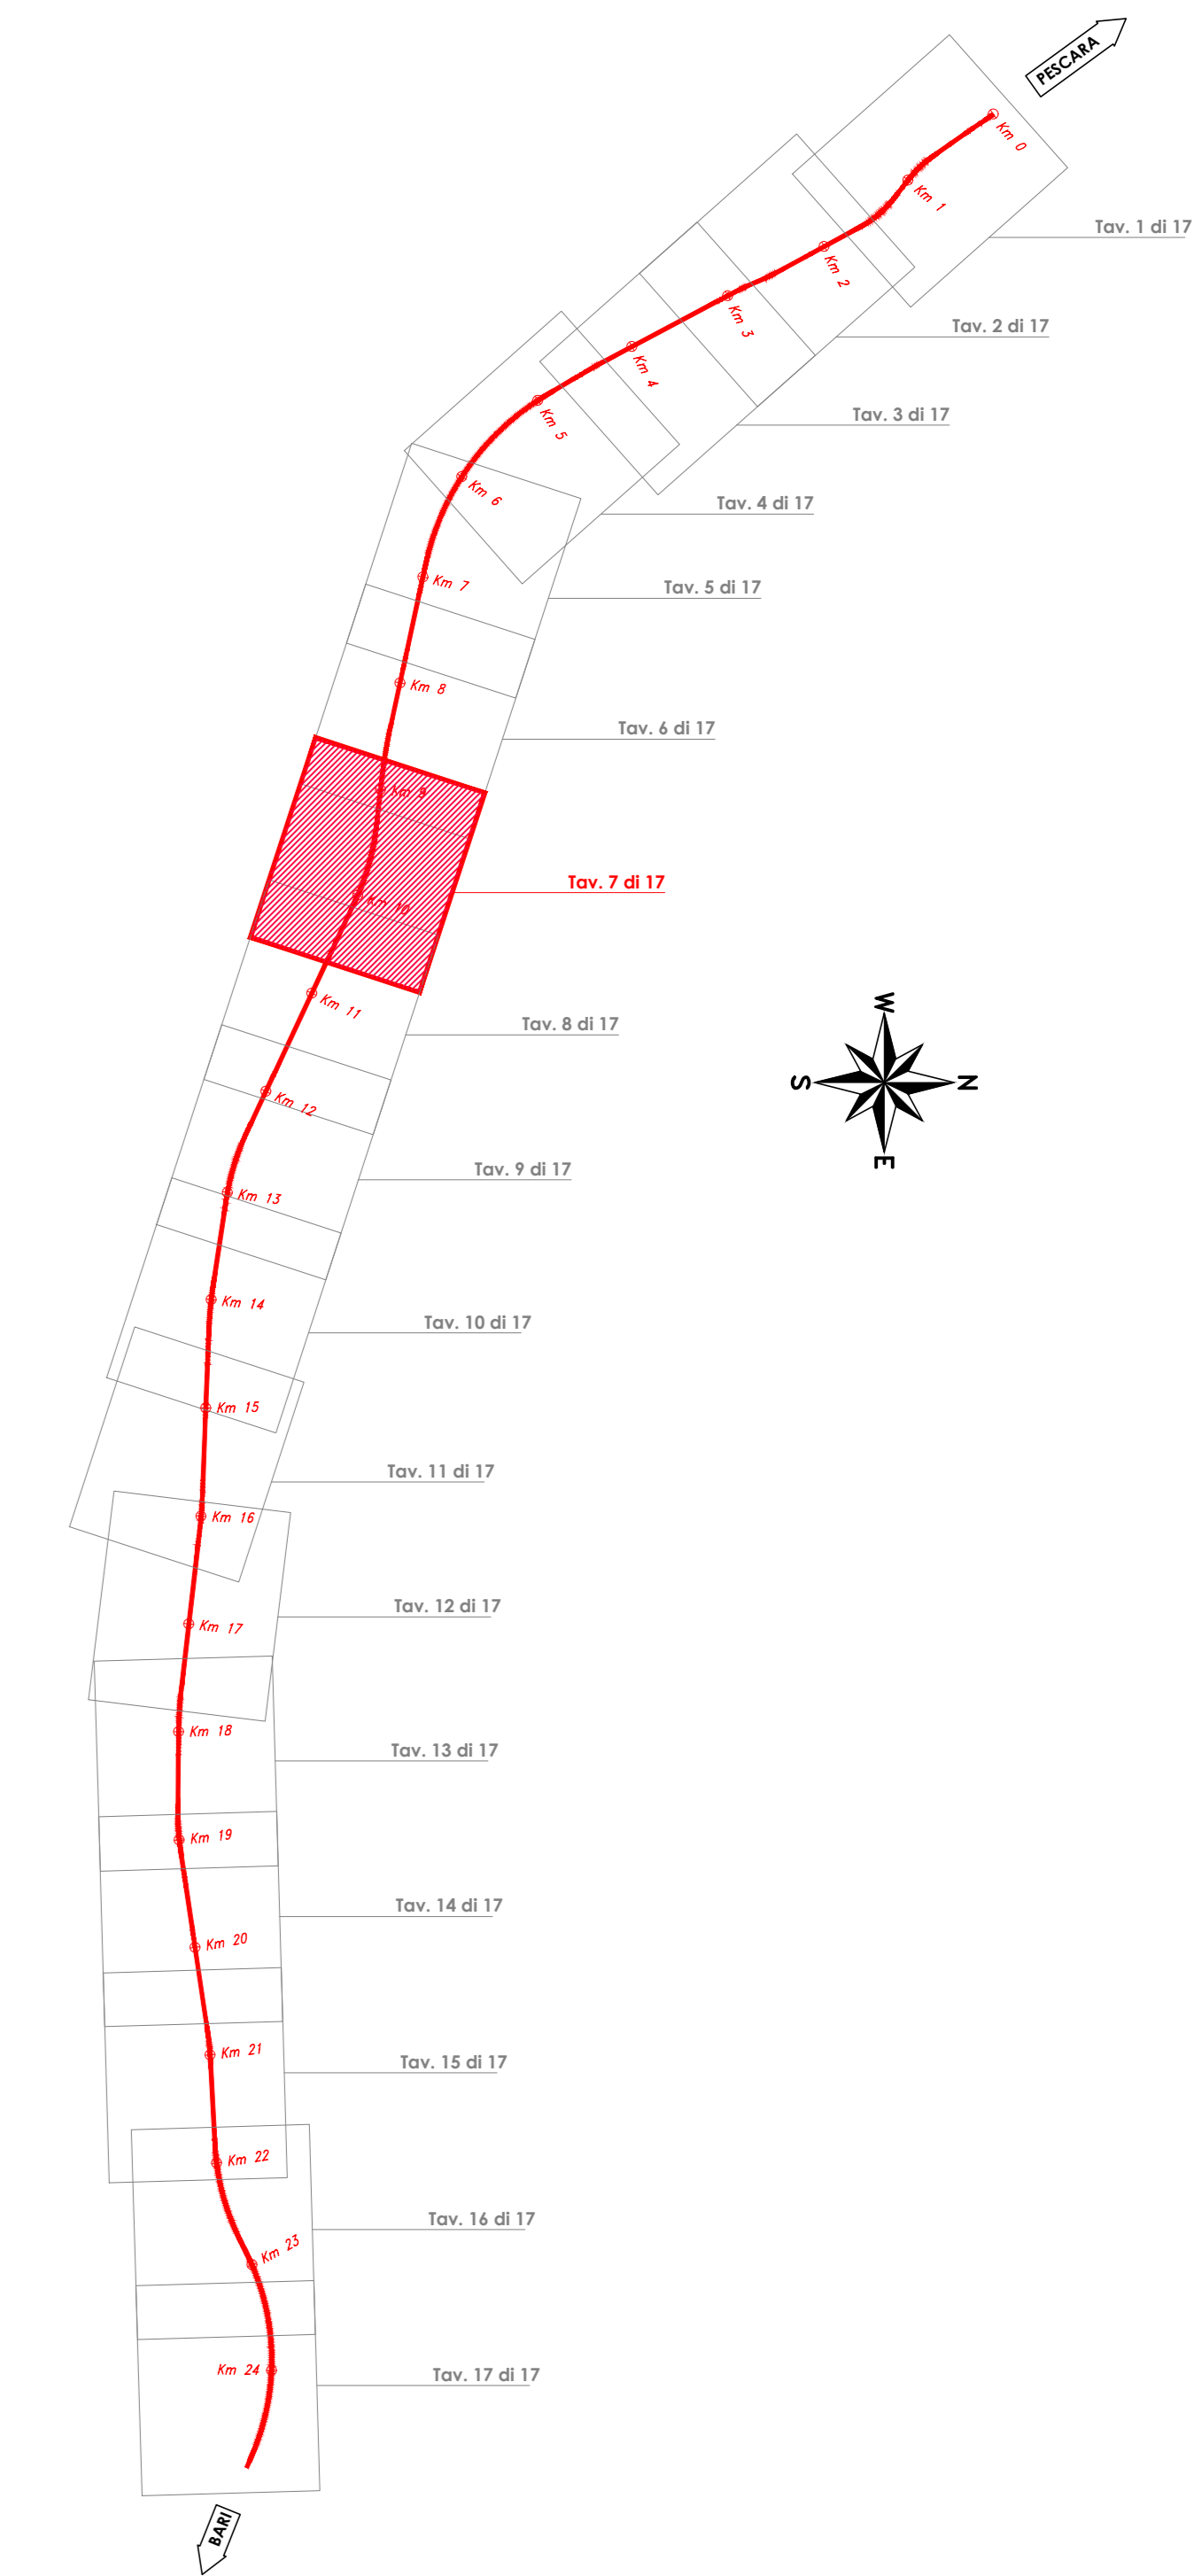 PESCARA
Km 0
Km 1
Tav. 1 di 17
Km 2
Km 3
Tav. 2 di 17
Km 4
Km 5
Tav. 3 di 17
Km 6
Tav. 4 di 17
Km 7
Tav. 5 di 17
Km 8
Tav. 6 di 17
Km 9
Tav. 7 di 17
Km 10
Km 11
W
Tav. 8 di 17
S
N
Km 12
E
Tav. 9 di 17
Km 13
Km 14
Tav. 10 di 17
Km 15
Tav. 11 di 17
Km 16
Tav. 12 di 17
Km 17
Km 18
Tav. 13 di 17
Km 19
Tav. 14 di 17
Km 20
Km 21
Tav. 15 di 17
Km 22
Tav. 16 di 17
Km 23
Km 24
Tav. 17 di 17
BARI